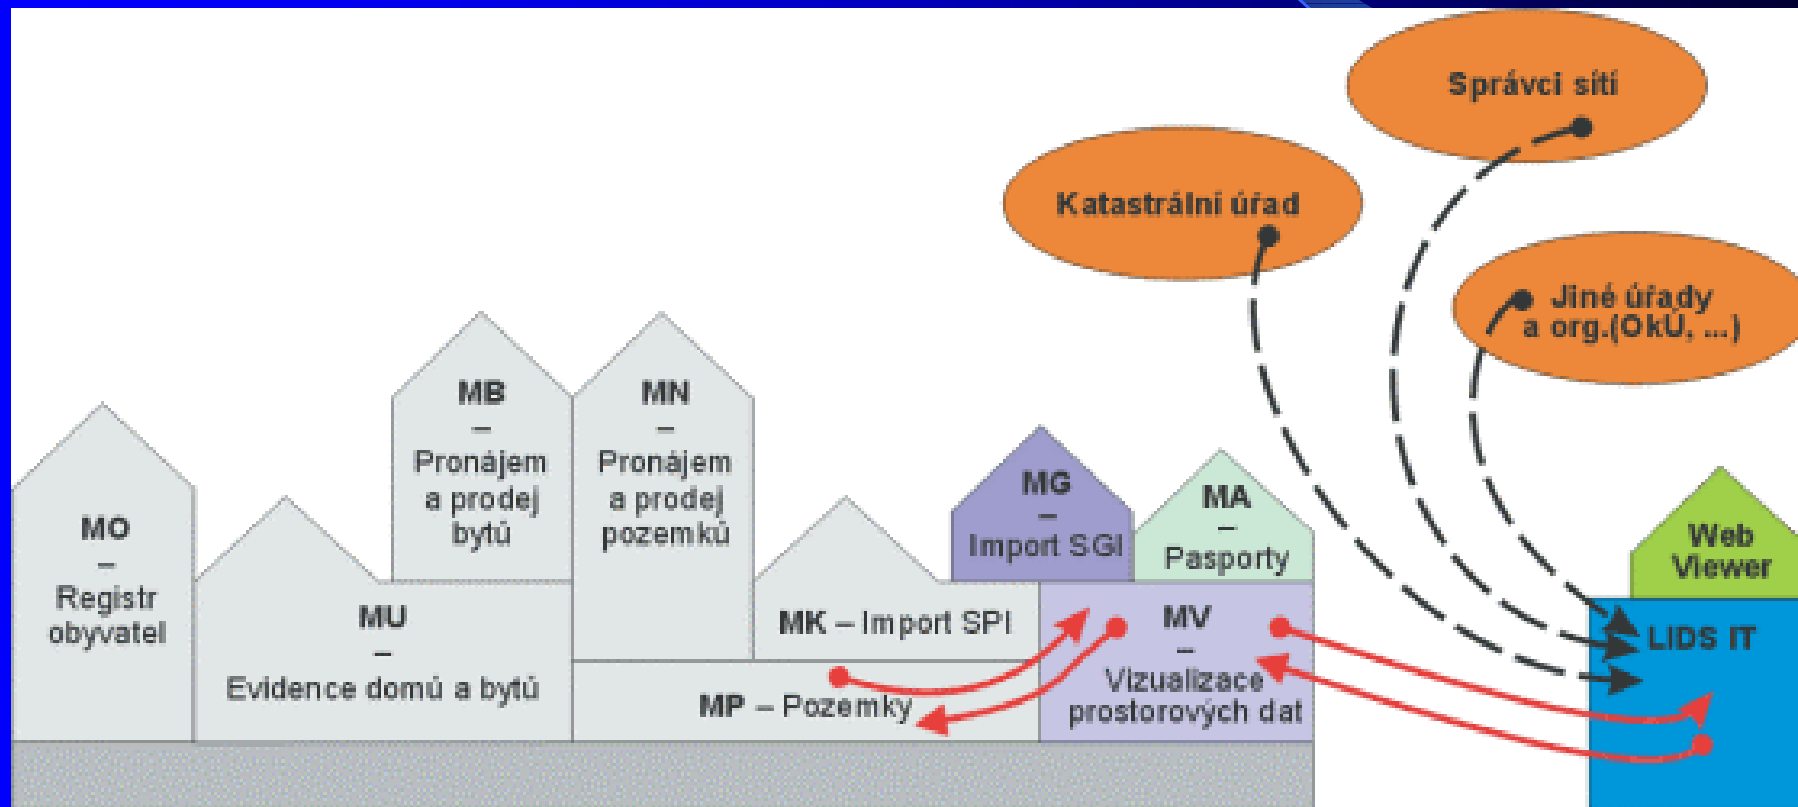 Správci sítí
Katastrální úřad
Jiné úřady
a org.(OkÚ, ...)
MB
–
Pronájem
a prodej
bytů
MN
–
Pronájem
a prodej
pozemků
MO
–
Registr
obyvatel
MU
–
Evidence domů a bytů
MK – Import SPI
MP – Pozemky
MG
–
Import SGI
MA
–
Pasporty
MV
–
Vizualizace
prostorových dat
Web
Viewer
LIDS IT